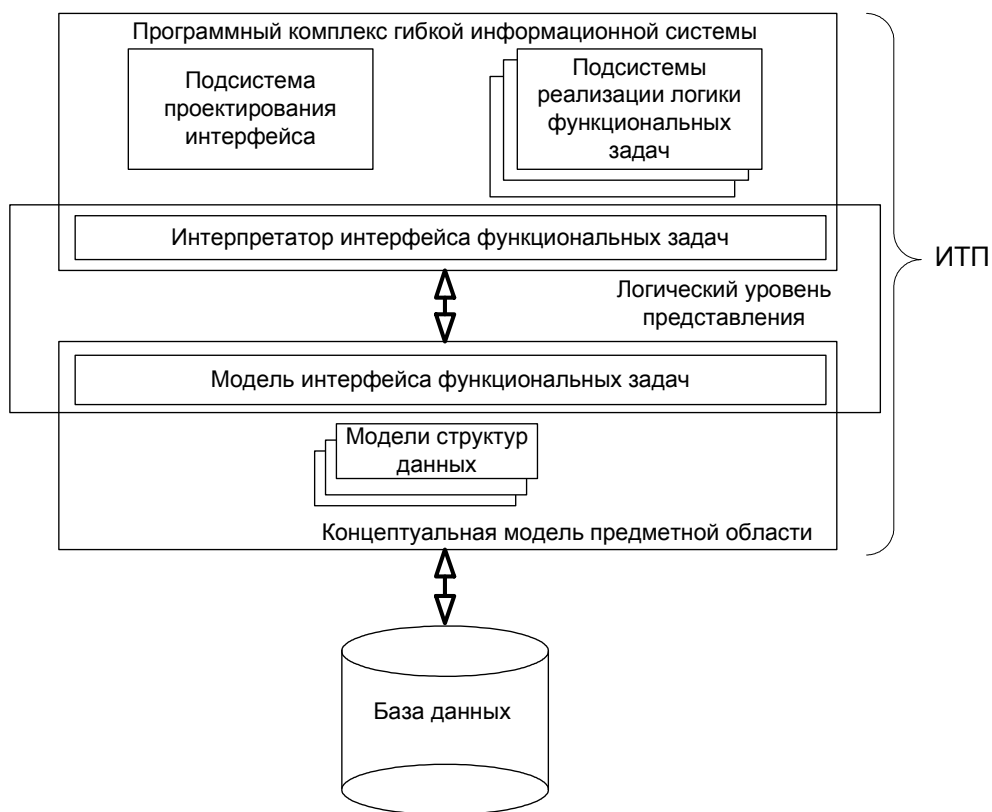 Программный комплекс гибкой информационной системы
Подсистема
проектирования
интерфейса
Подсистемы
реализации логики
функциональных
задач
Интерпретатор интерфейса функциональных задач
ИТП
Логический уровень
представления
Модель интерфейса функциональных задач
Модели структур
данных
Концептуальная модель предметной области
База данных